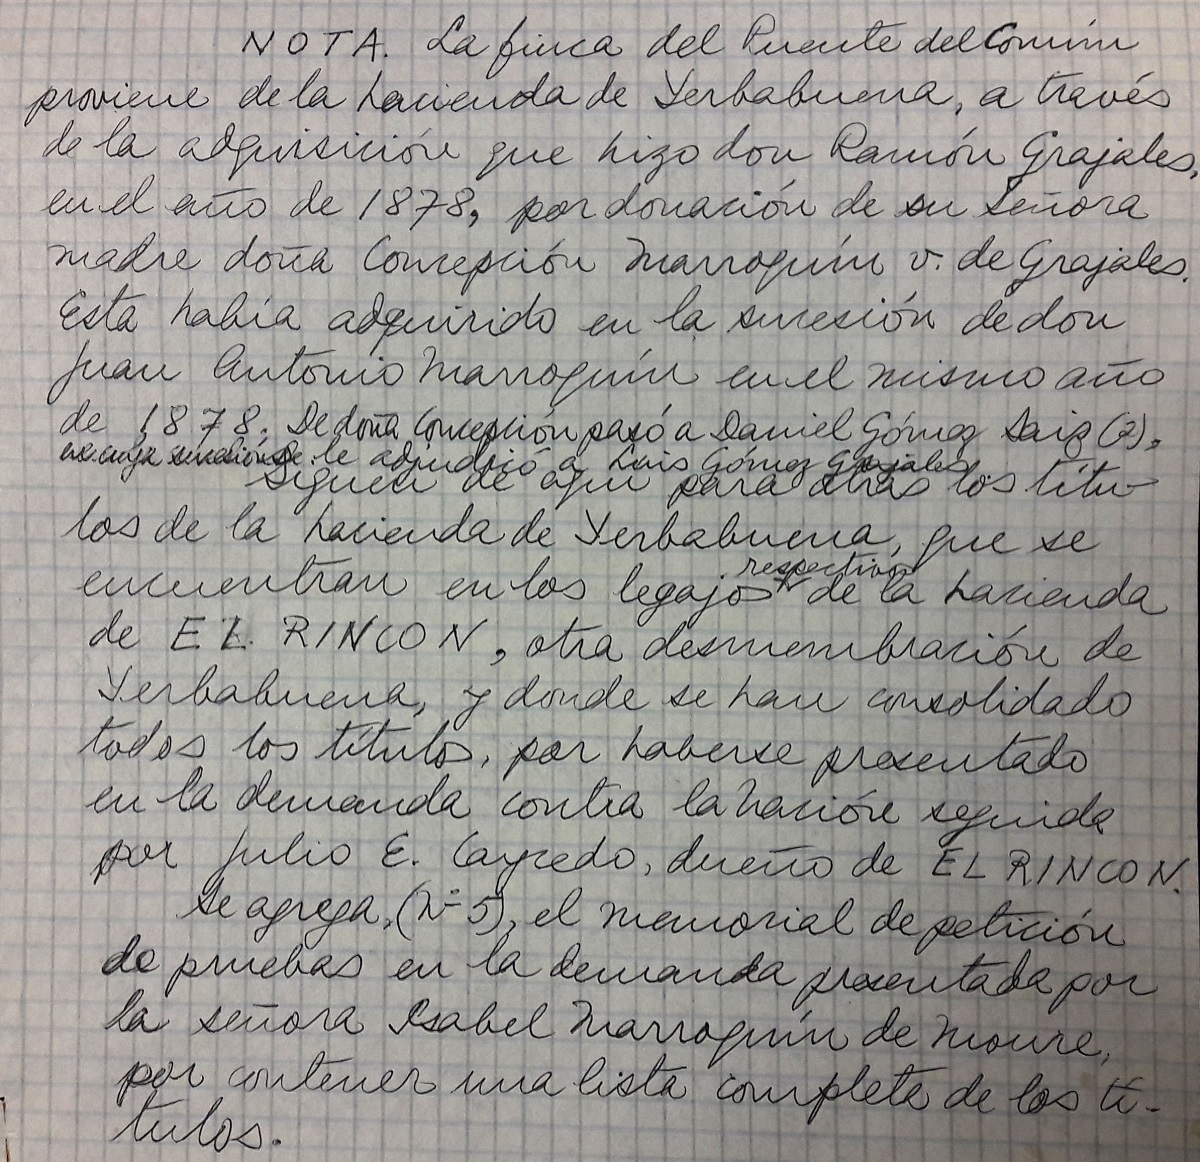 NOTA. La finca del Puente del Común
proviene de la hacienda de Yerbabuena, a través
de la adquisición que hizo don Ramón Grajales,
en el año de 1878, por donación de su Señora
madre doña Concepción Marroquín v. de Grajales.
Esta había adquirido en la sucesión de don
Juan Antonio Marroquín en el mismo año
de 1878. De doña Concepción pasó a Daniel Gómez Saiz (2),
en cuya sucesión se le adjudicó a Luis Gómez Grajales
Siguen de aquí para atrás los títu-
los de la hacienda de Yerbabuena, que se
encuentran en los legajos respectivos de la hacienda
de EL RINCON, otra desmembración de
Yerbabuena, y donde se han consolidado
todos los títulos, por haberse presentado
en la demanda contra la Nación seguida
por Julio E. Caycedo, dueño de EL RINCON.
Se agrega, (Nº 5), el memorial de petición
de pruebas en la demanda presentada por
la señora Isabel Marroquín de Moure,
por contener una lista completa de los tí-
tulos.